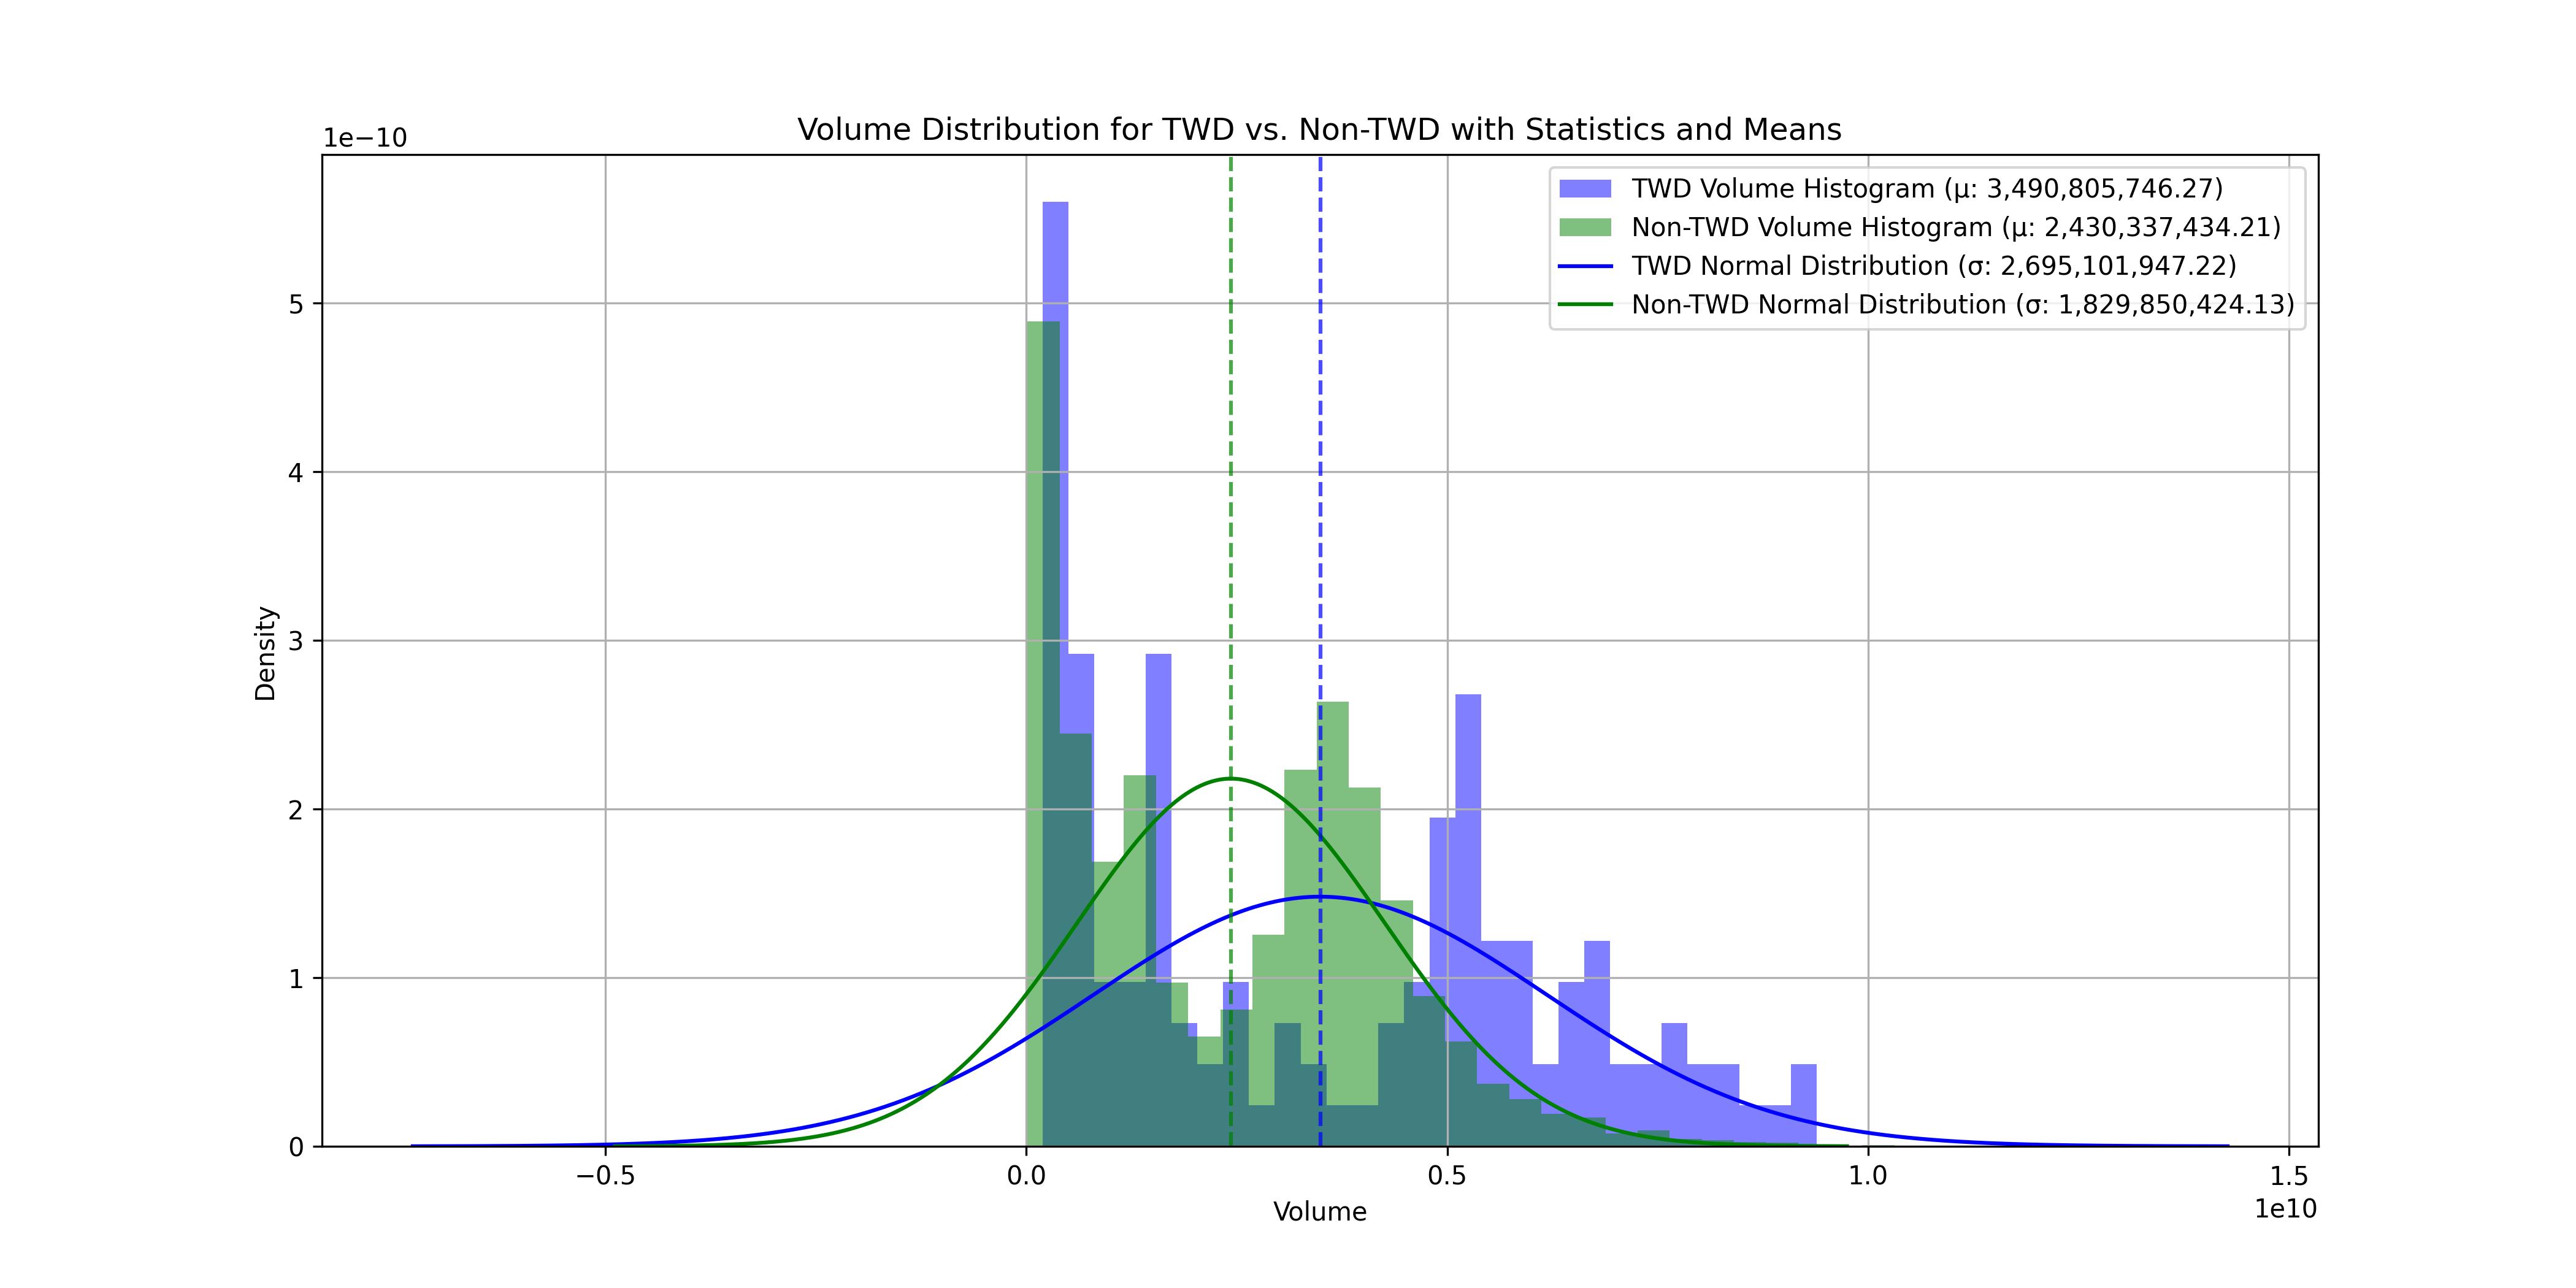 Volume Distribution for TWD vs. Non-TWD with Statistics and Means
1e−10
TWD Volume Histogram (μ: 3,490,805,746.27)
Non-TWD Volume Histogram (μ: 2,430,337,434.21)
TWD Normal Distribution (σ: 2,695,101,947.22)
Non-TWD Normal Distribution (σ: 1,829,850,424.13)
5
4
3
2
1
0
Density
−0.5
0.0
0.5
1.0
1.5
1e10
Volume